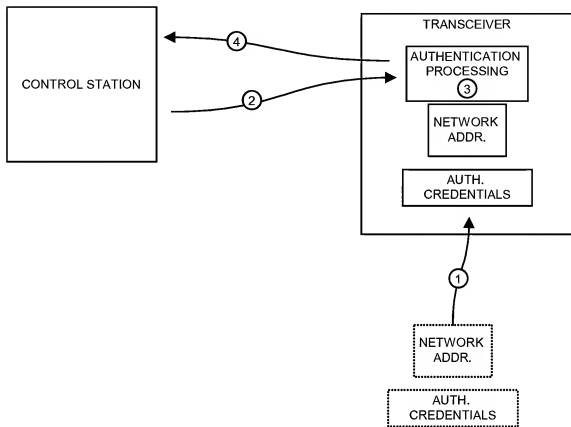 TRANSCEIVER
4
AUTHENTICATION
PROCESSING
3
CONTROL STATION
2
NETWORK
ADDR.
AUTH.
CREDENTIALS
1
NETWORK
ADDR.
AUTH.
CREDENTIALS